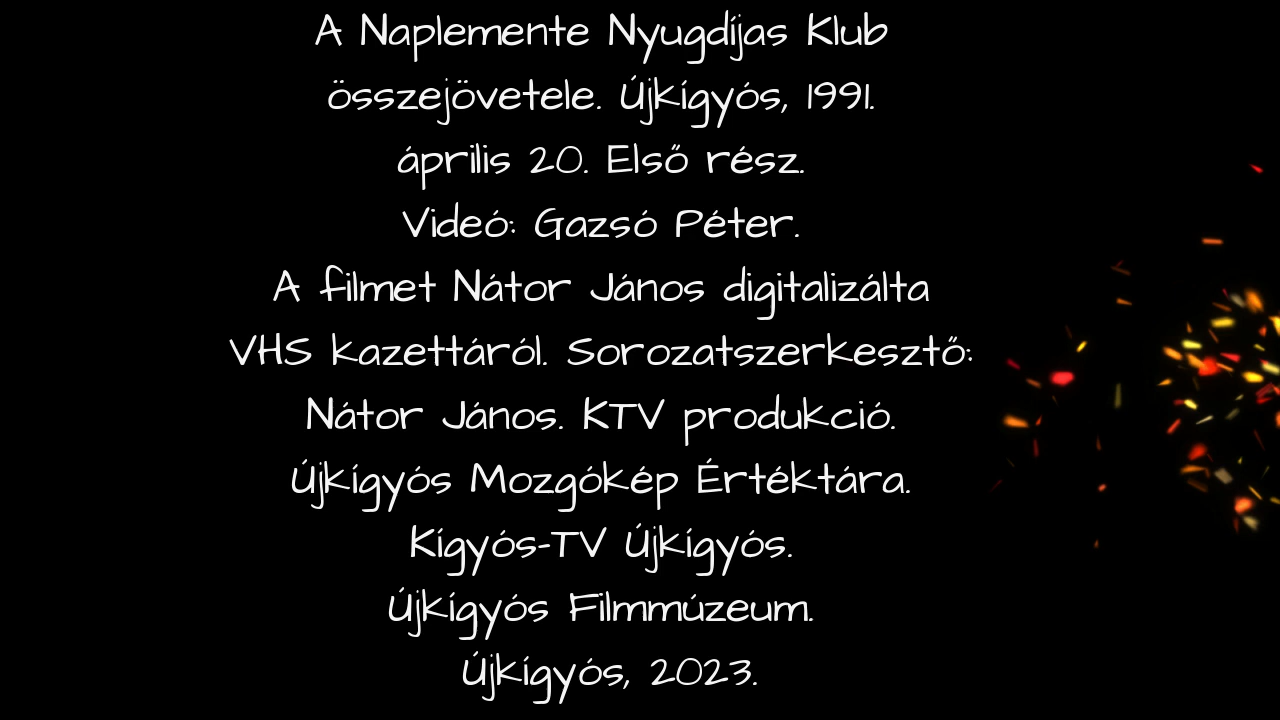 A Naplemente Nyugdíjas Klub
összejövetele. Újkígyós, 1991.
április 20. Első rész.
Videó: Gazsó Péter.
A filmet Nátor János digitalizálta
VHS kazettáról. Sorozatszerkesztő:
Nátor János. KTV produkció.
Újkígyós Mozgókép Értéktára.
Kígyós-TV Újkígyós.
Újkígyós Filmmúzeum.
Újkígyós, 2023.